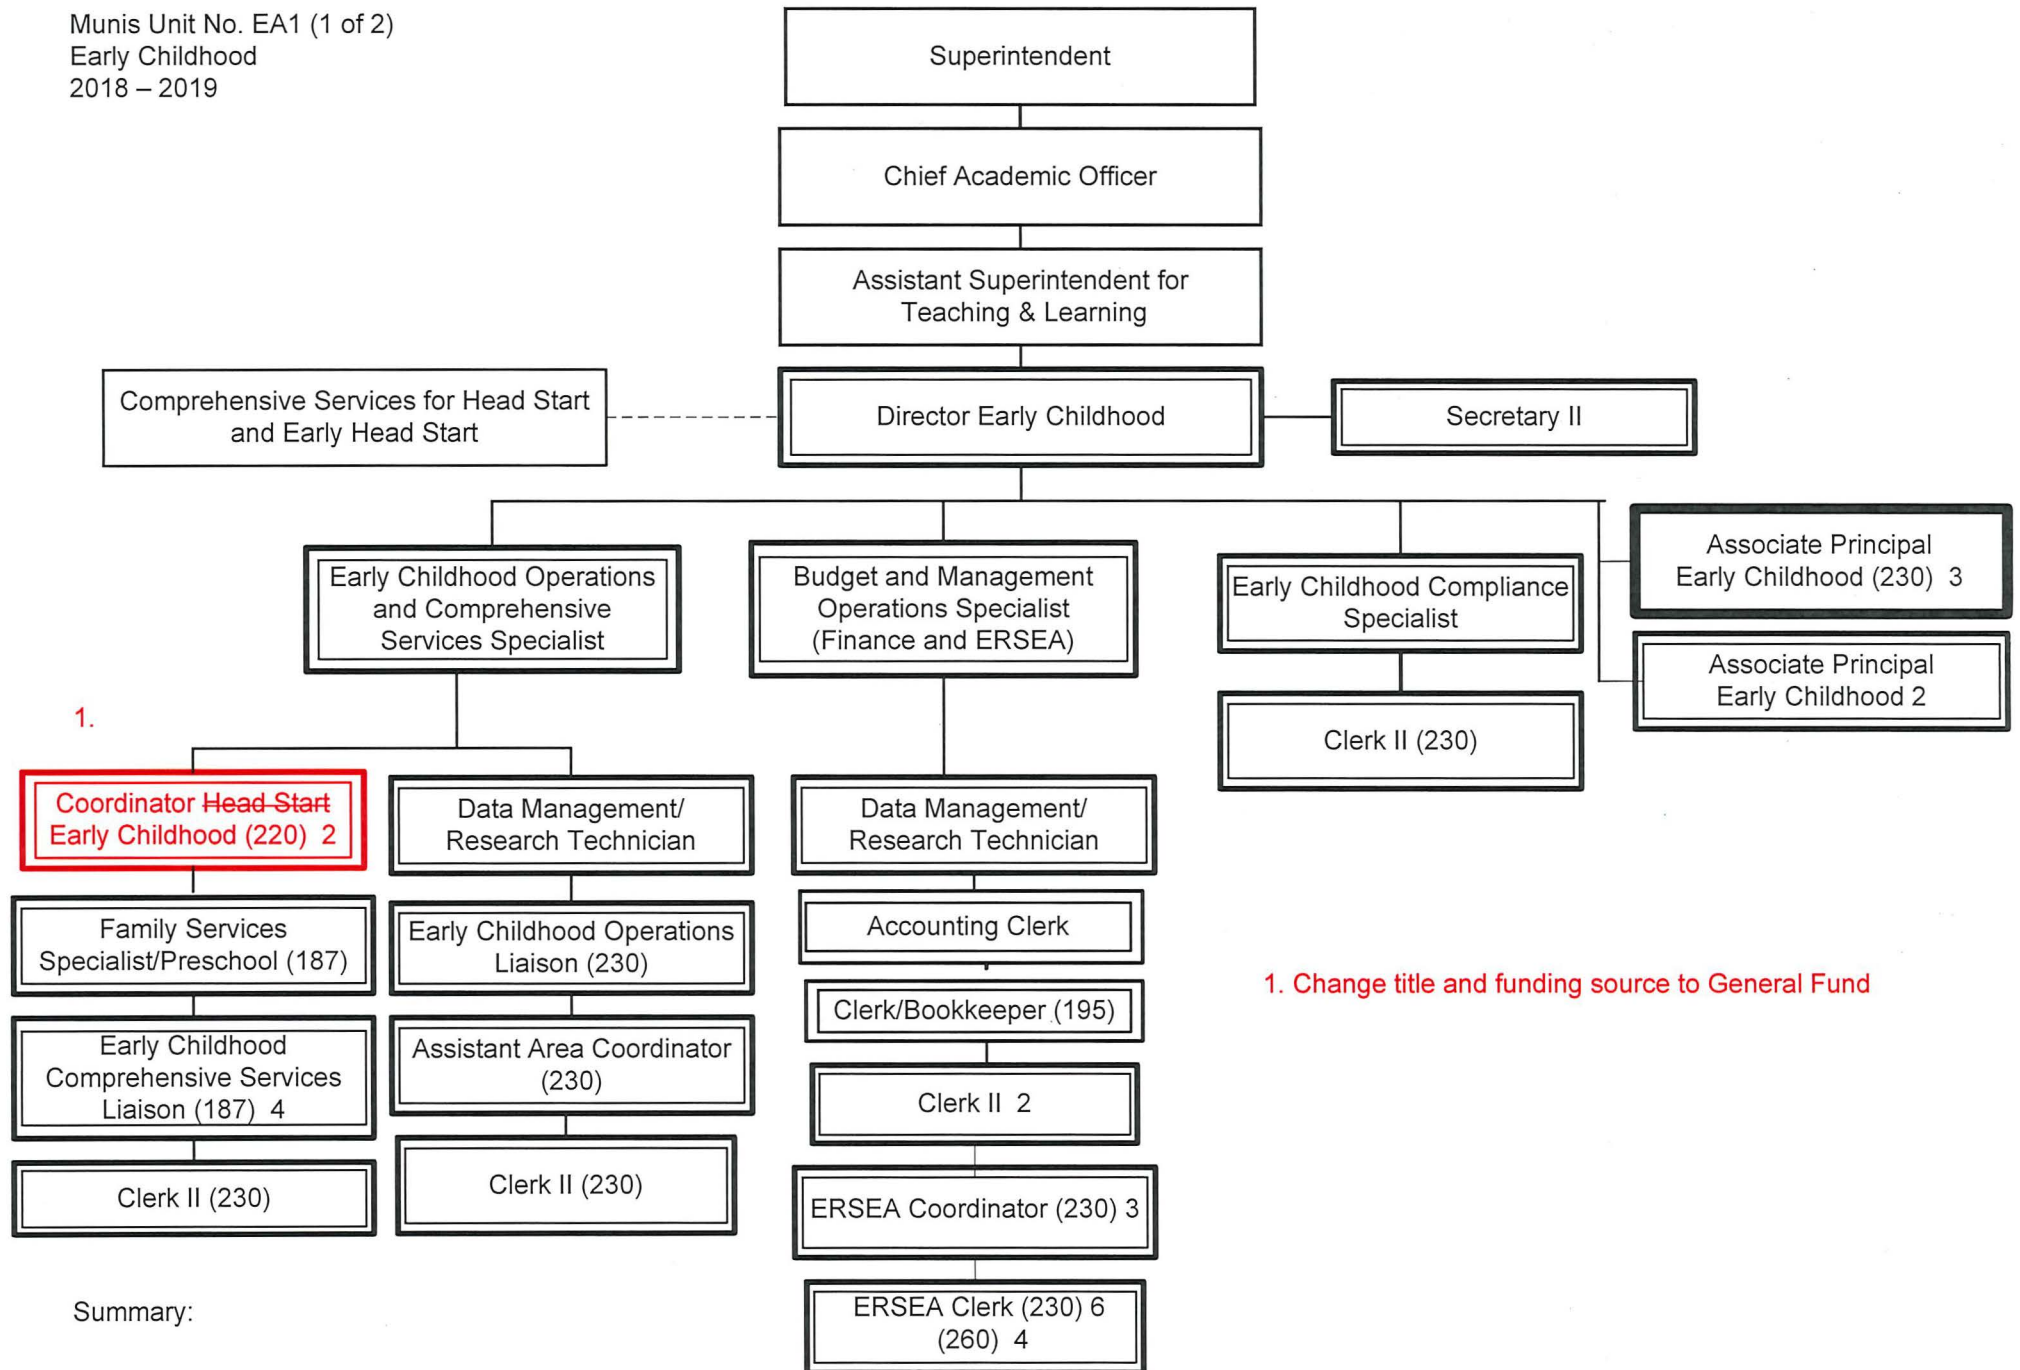 Munis Unit No. EA1 (1 of 2)
Early Childhood
2018 – 2019
Superintendent
Chief Academic Officer
Assistant Superintendent for
Teaching & Learning
Comprehensive Services for Head Start
and Early Head Start
Director Early Childhood
Secretary II
Early Childhood Operations
and Comprehensive
Services Specialist
Budget and Management
Operations Specialist
(Finance and ERSEA)
Early Childhood Compliance
Specialist
Associate Principal
Early Childhood (230) 3
Associate Principal
Early Childhood 2
Clerk II (230)
1.
Coordinator Head Start
Early Childhood (220) 2
Data Management/
Research Technician
Data Management/
Research Technician
Family Services
Specialist/Preschool (187)
Early Childhood Operations
Liaison (230)
Accounting Clerk
Clerk/Bookkeeper (195)
1. Change title and funding source to General Fund
Early Childhood
Comprehensive Services
Liaison (187) 4
Assistant Area Coordinator
(230)
Clerk II 2
Clerk II (230)
Clerk II (230)
ERSEA Coordinator (230) 3
ERSEA Clerk (230) 6
(260) 4
Summary: